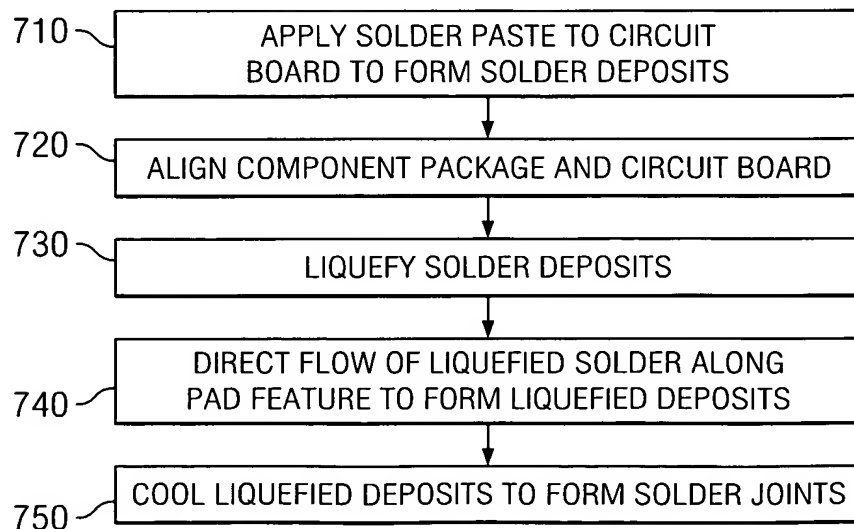 710
APPLY SOLDER PASTE TO CIRCUIT
BOARD TO FORM SOLDER DEPOSITS
720
ALIGN COMPONENT PACKAGE AND CIRCUIT BOARD
730
LIQUEFY SOLDER DEPOSITS
740
DIRECT FLOW OF LIQUEFIED SOLDER ALONG
PAD FEATURE TO FORM LIQUEFIED DEPOSITS
750
COOL LIQUEFIED DEPOSITS TO FORM SOLDER JOINTS